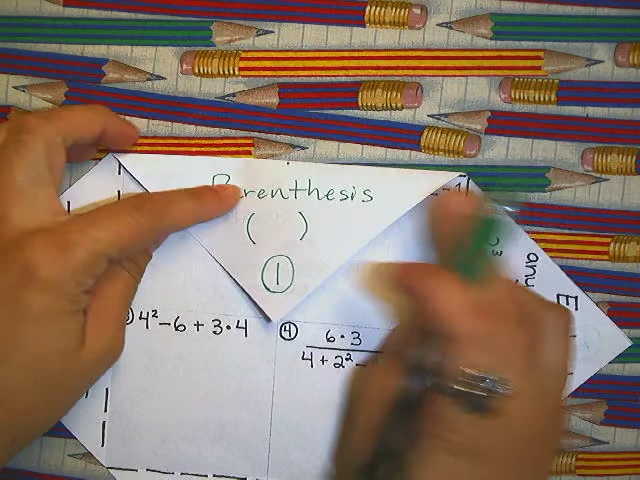 Parenthesis
( )
①
4² - 6 + 3 · 4
④ 6 · 3
4 + 2² -
E